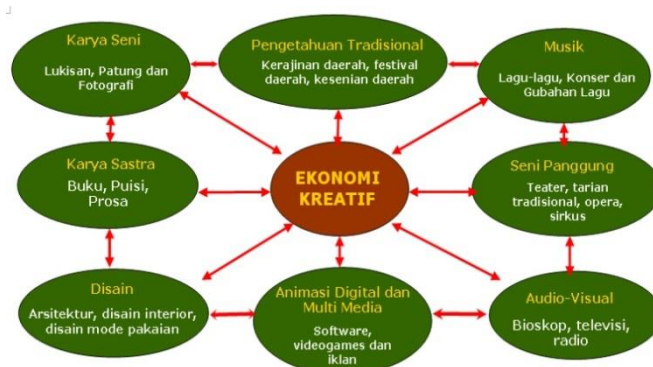 Karya Seni
Lukisan, Patung dan
Fotografi
Pengetahuan Tradisional
Kerajinan daerah, festival
daerah, kesenian daerah
Musik
Lagu-lagu, Konser dan
Gubahan Lagu
Karya Sastra
Buku, Puisi,
Prosa
EKONOMI
KREATIF
Seni Panggung
Teater, tarian
tradisional, opera,
sirkus
Disain
Arsitektur, disain interior,
disain mode pakaian
Animasi Digital dan
Multi Media
Software,
videogames dan
iklan
Audio-Visual
Bioskop, televisi,
radio